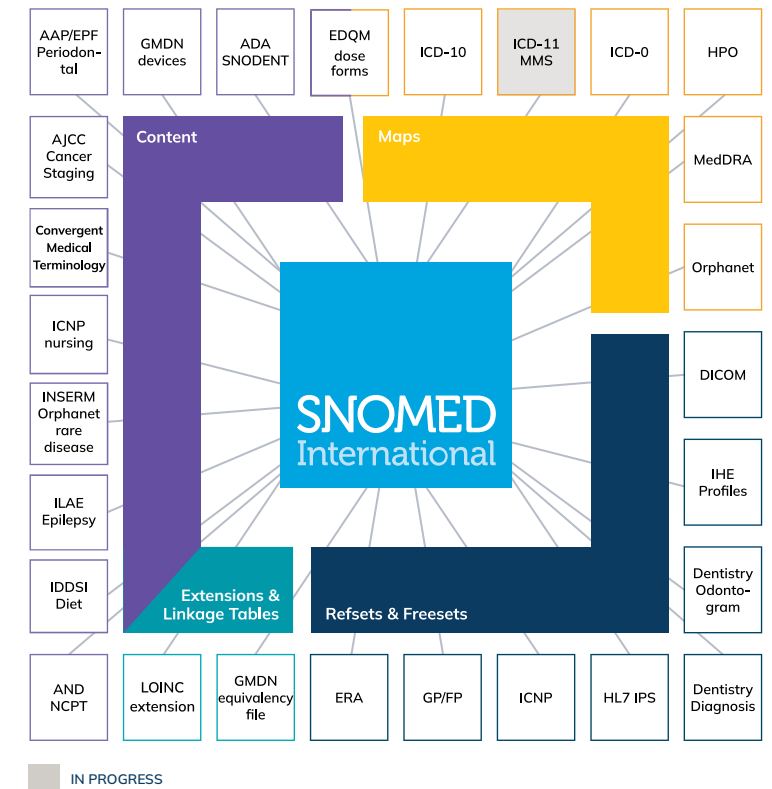 AAP/EPF
Periodon-
tal
GMDN
devices
ADA
SNODENT
EDQM
dose
forms
ICD-10
ICD-11
MMS
ICD-0
HPO
Content
Maps
AJCC
Cancer
Staging
MedDRA
Convergent
Medical
Terminology
Orphanet
ICNP
nursing
DICOM
INSERM
Orphanet
rare
disease
SNOMED
International
IHE
Profiles
ILAE
Epilepsy
IDDSI
Diet
Extensions &
Linkage Tables
Refsets & Freesets
Dentistry
Odonto-
gram
AND
NCPT
LOINC
extension
GMDN
equivalency
file
ERA
GP/FP
ICNP
HL7 IPS
Dentistry
Diagnosis
IN PROGRESS